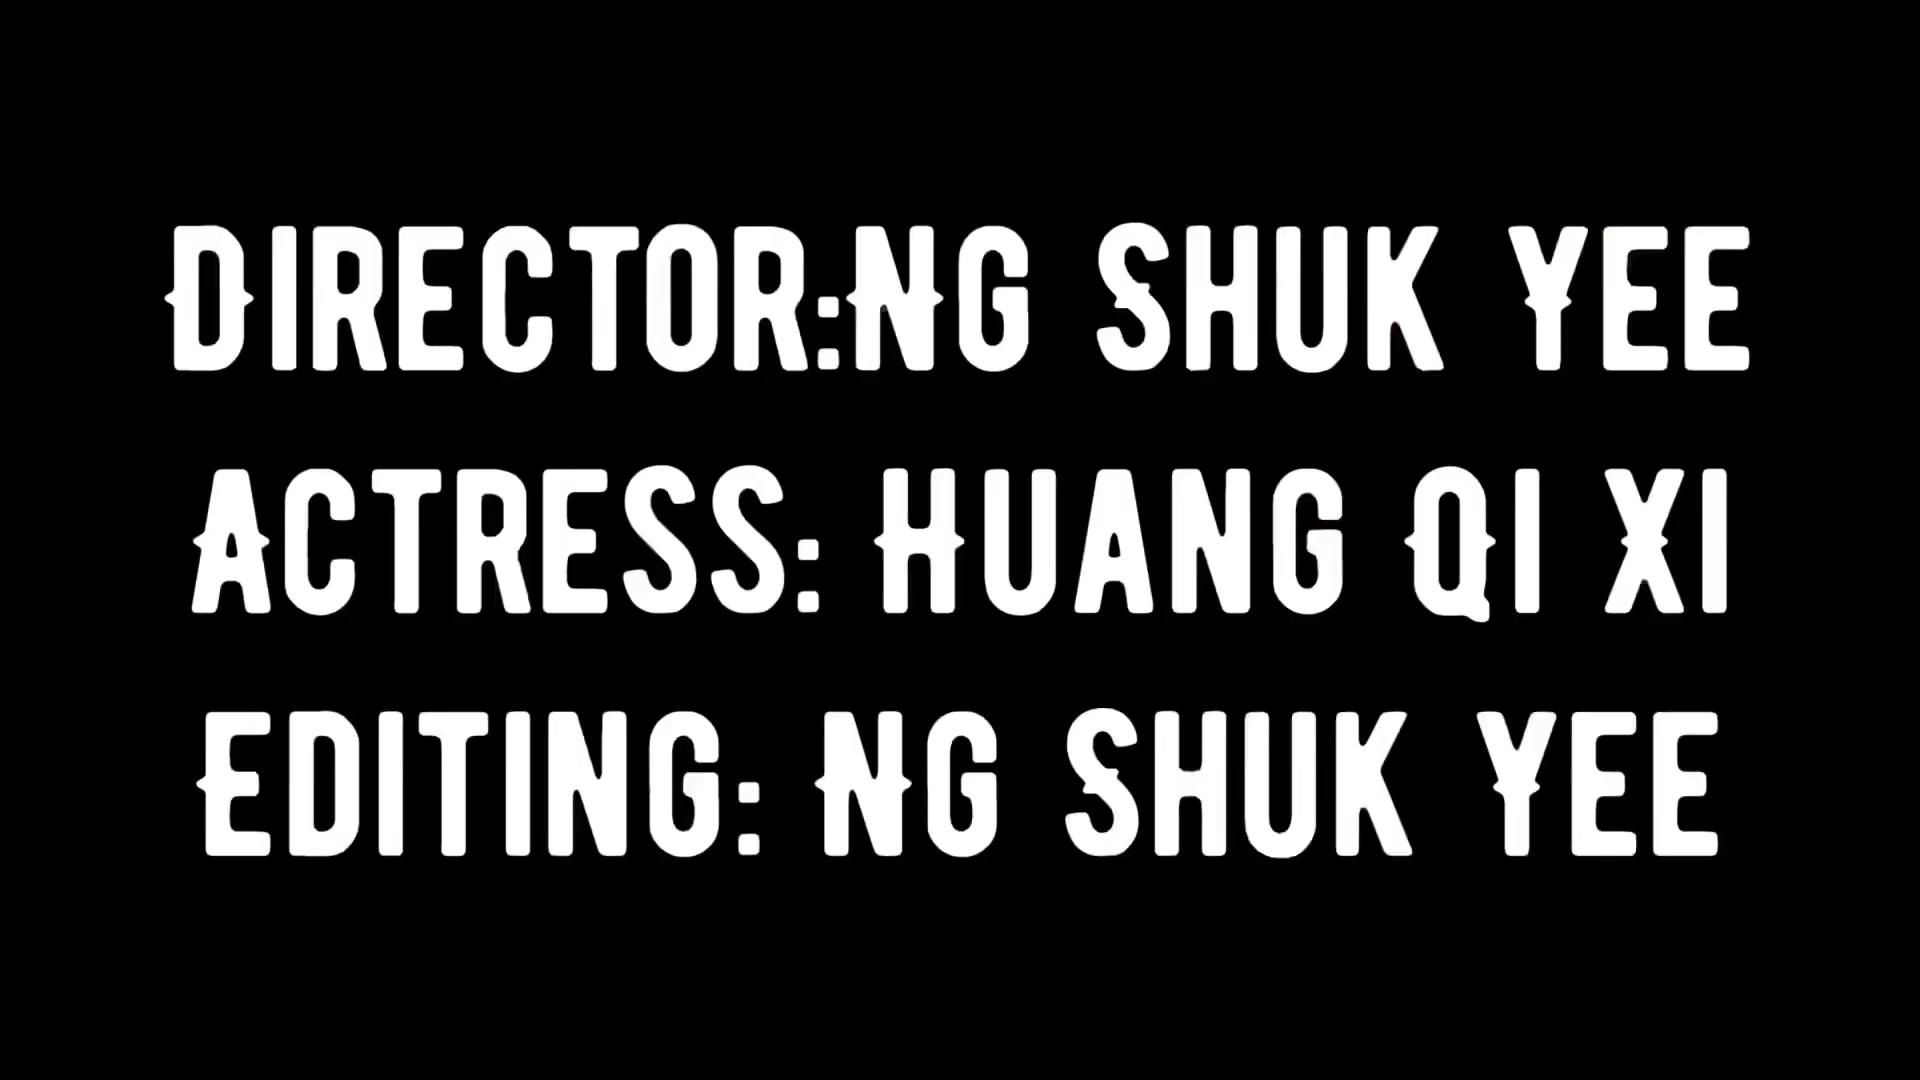 Director:Ng Shuk Yee
Actress: Huang Qi Xi
Editing: Ng Shuk Yee